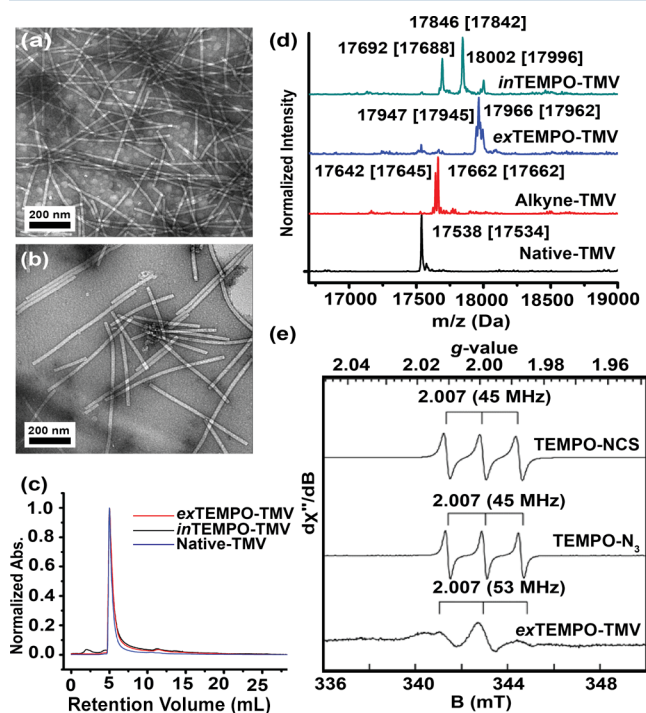 (a)
200 nm
(b)
200 nm
(c)
Normalized Abs.
1.0
0.8
0.6
0.4
0.2
0.0
exTEMPO-TMV
inTEMPO-TMV
Native-TMV
0 5 10 15 20 25
Retention Volume (mL)
(d)
Normalized Intensity
17846 [17842]
17692 [17688]
18002 [17996]
inTEMPO-TMV
17947 [17945]
17966 [17962]
exTEMPO-TMV
17642 [17645]
17662 [17662]
Alkyne-TMV
17538 [17534]
Native-TMV
17000 17500 18000 18500 19000
m/z (Da)
(e)
g-value
2.04 2.02 2.00 1.98 1.96
dχ"/dB
2.007 (45 MHz)
TEMPO-NCS
2.007 (45 MHz)
TEMPO-N₃
2.007 (53 MHz)
exTEMPO-TMV
336 340 344 348
B (mT)